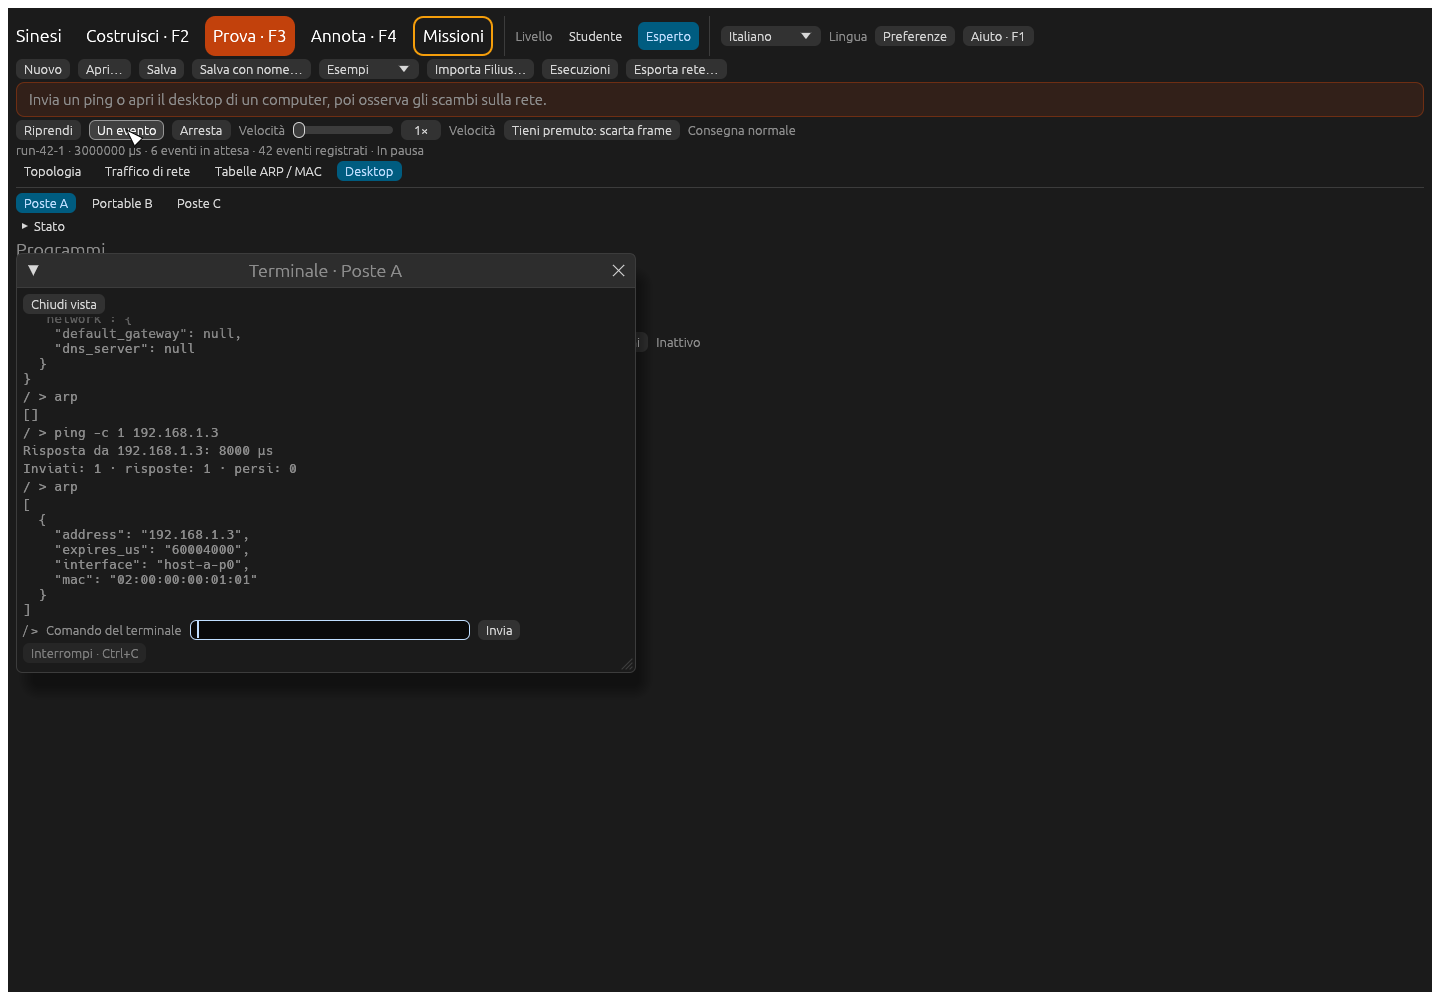 Sinesi Costruisci · F2 Prova · F3 Annota · F4 Missioni Livello Studente Esperto Italiano Lingua Preferenze Aiuto · F1
Nuovo Apri... Salva Salva con nome... Esempi Importa Filius... Esecuzioni Esporta rete...
Invia un ping o apri il desktop di un computer, poi osserva gli scambi sulla rete.
Riprendi Un evento Arresta Velocità 1× Velocità Tieni premuto: scarta frame Consegna normale
run-42-1 · 3000000 µs · 6 eventi in attesa · 42 eventi registrati · In pausa
Topologia Traffico di rete Tabelle ARP / MAC Desktop
Poste A Portable B Poste C
Stato
Programmi
Terminale · Poste A
Chiudi vista
"network": {
"default_gateway": null,
"dns_server": null
}
}
/ > arp
[]
/ > ping -c 1 192.168.1.3
Risposta da 192.168.1.3: 8000 µs
Inviati: 1 · risposte: 1 · persi: 0
/ > arp
[
{
"address": "192.168.1.3",
"expires_us": "60004000",
"interface": "host-a-p0",
"mac": "02:00:00:00:01:01"
}
]
/ > Comando del terminale Invia
Interrompi · Ctrl+C
i Inattivo